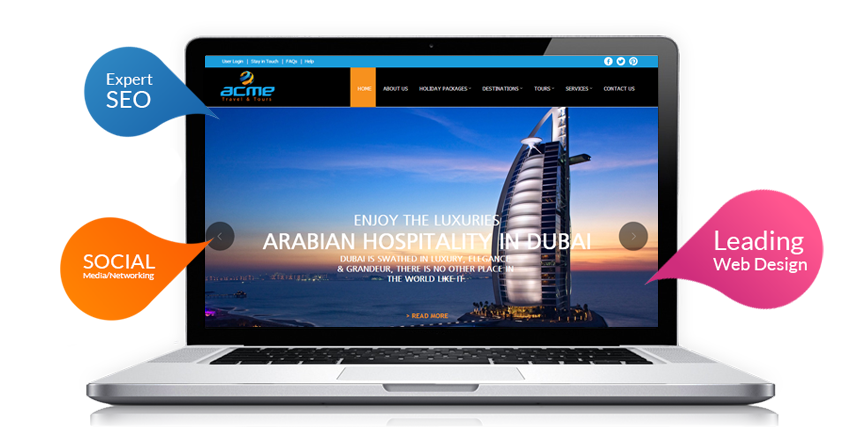 Expert
SEO
User Login | Stay in Touch | FAQs | Help
acme
Travel & Tours
HOME ABOUT US HOLIDAY PACKAGES DESTINATIONS TOURS SERVICES CONTACT US
ENJOY THE LUXURIES
ARABIAN HOSPITALITY IN DUBAI
DUBAI IS SWATHED IN LUXURY, ELEGANCE
& GRANDEUR, THERE IS NO OTHER PLACE IN
THE WORLD LIKE IT.
> READ MORE
SOCIAL
Media/Networking
Leading
Web Design